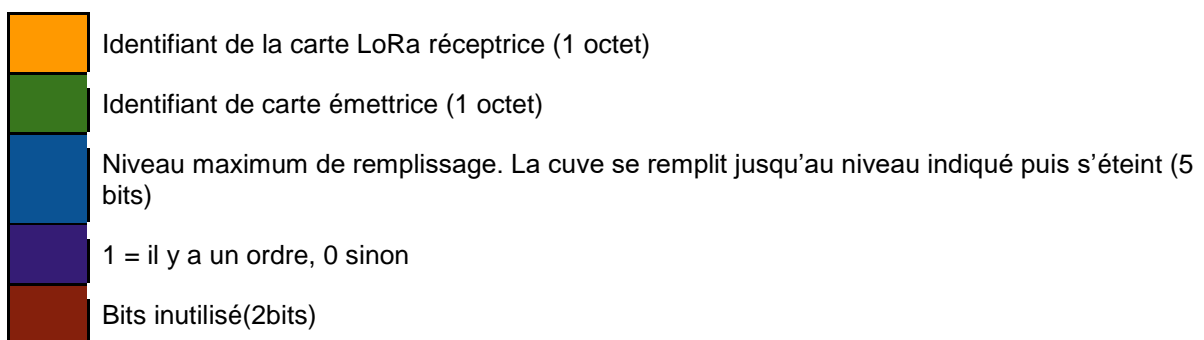 Identifiant de la carte LoRa réceptrice (1 octet)
Identifiant de carte émettrice (1 octet)
Niveau maximum de remplissage. La cuve se remplit jusqu’au niveau indiqué puis s’éteint (5
bits)
1 = il y a un ordre, 0 sinon
Bits inutilisé(2bits)